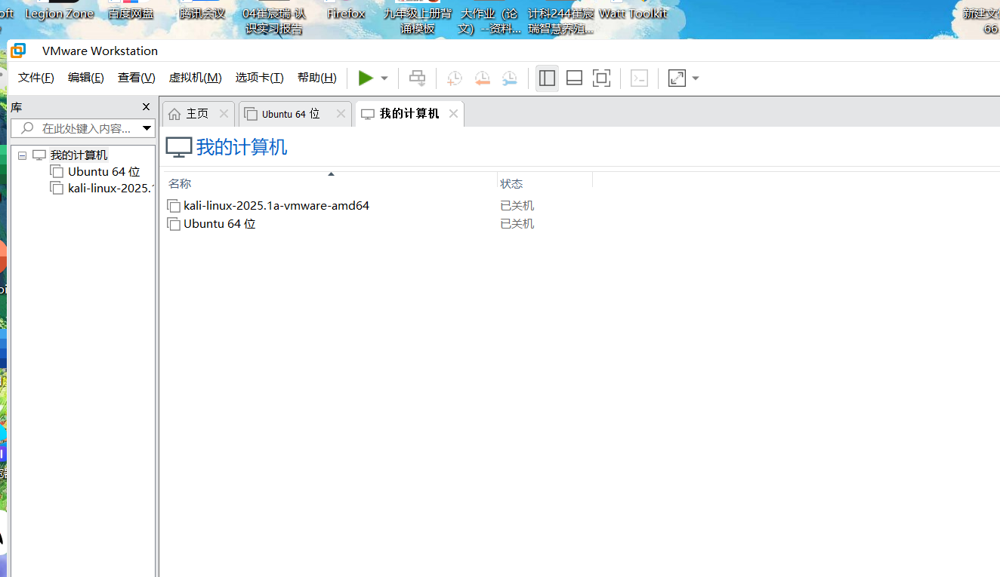 oft
Legion Zone
百度网盘
腾讯会议
04崔宸瑞-认
识实习报告
Firefox
九年级上册背
诵模板
大作业（论
文）--资料...
计科244崔宸
瑞智慧养殖...
Watt Toolkit
新建文
66
VMware Workstation
文件(F) 编辑(E) 查看(V) 虚拟机(M) 选项卡(T) 帮助(H)
库
在此处键入内容...
我的计算机
Ubuntu 64 位
kali-linux-2025.1
主页
Ubuntu 64 位
我的计算机
我的计算机
名称 状态
kali-linux-2025.1a-vmware-amd64 已关机
Ubuntu 64 位 已关机